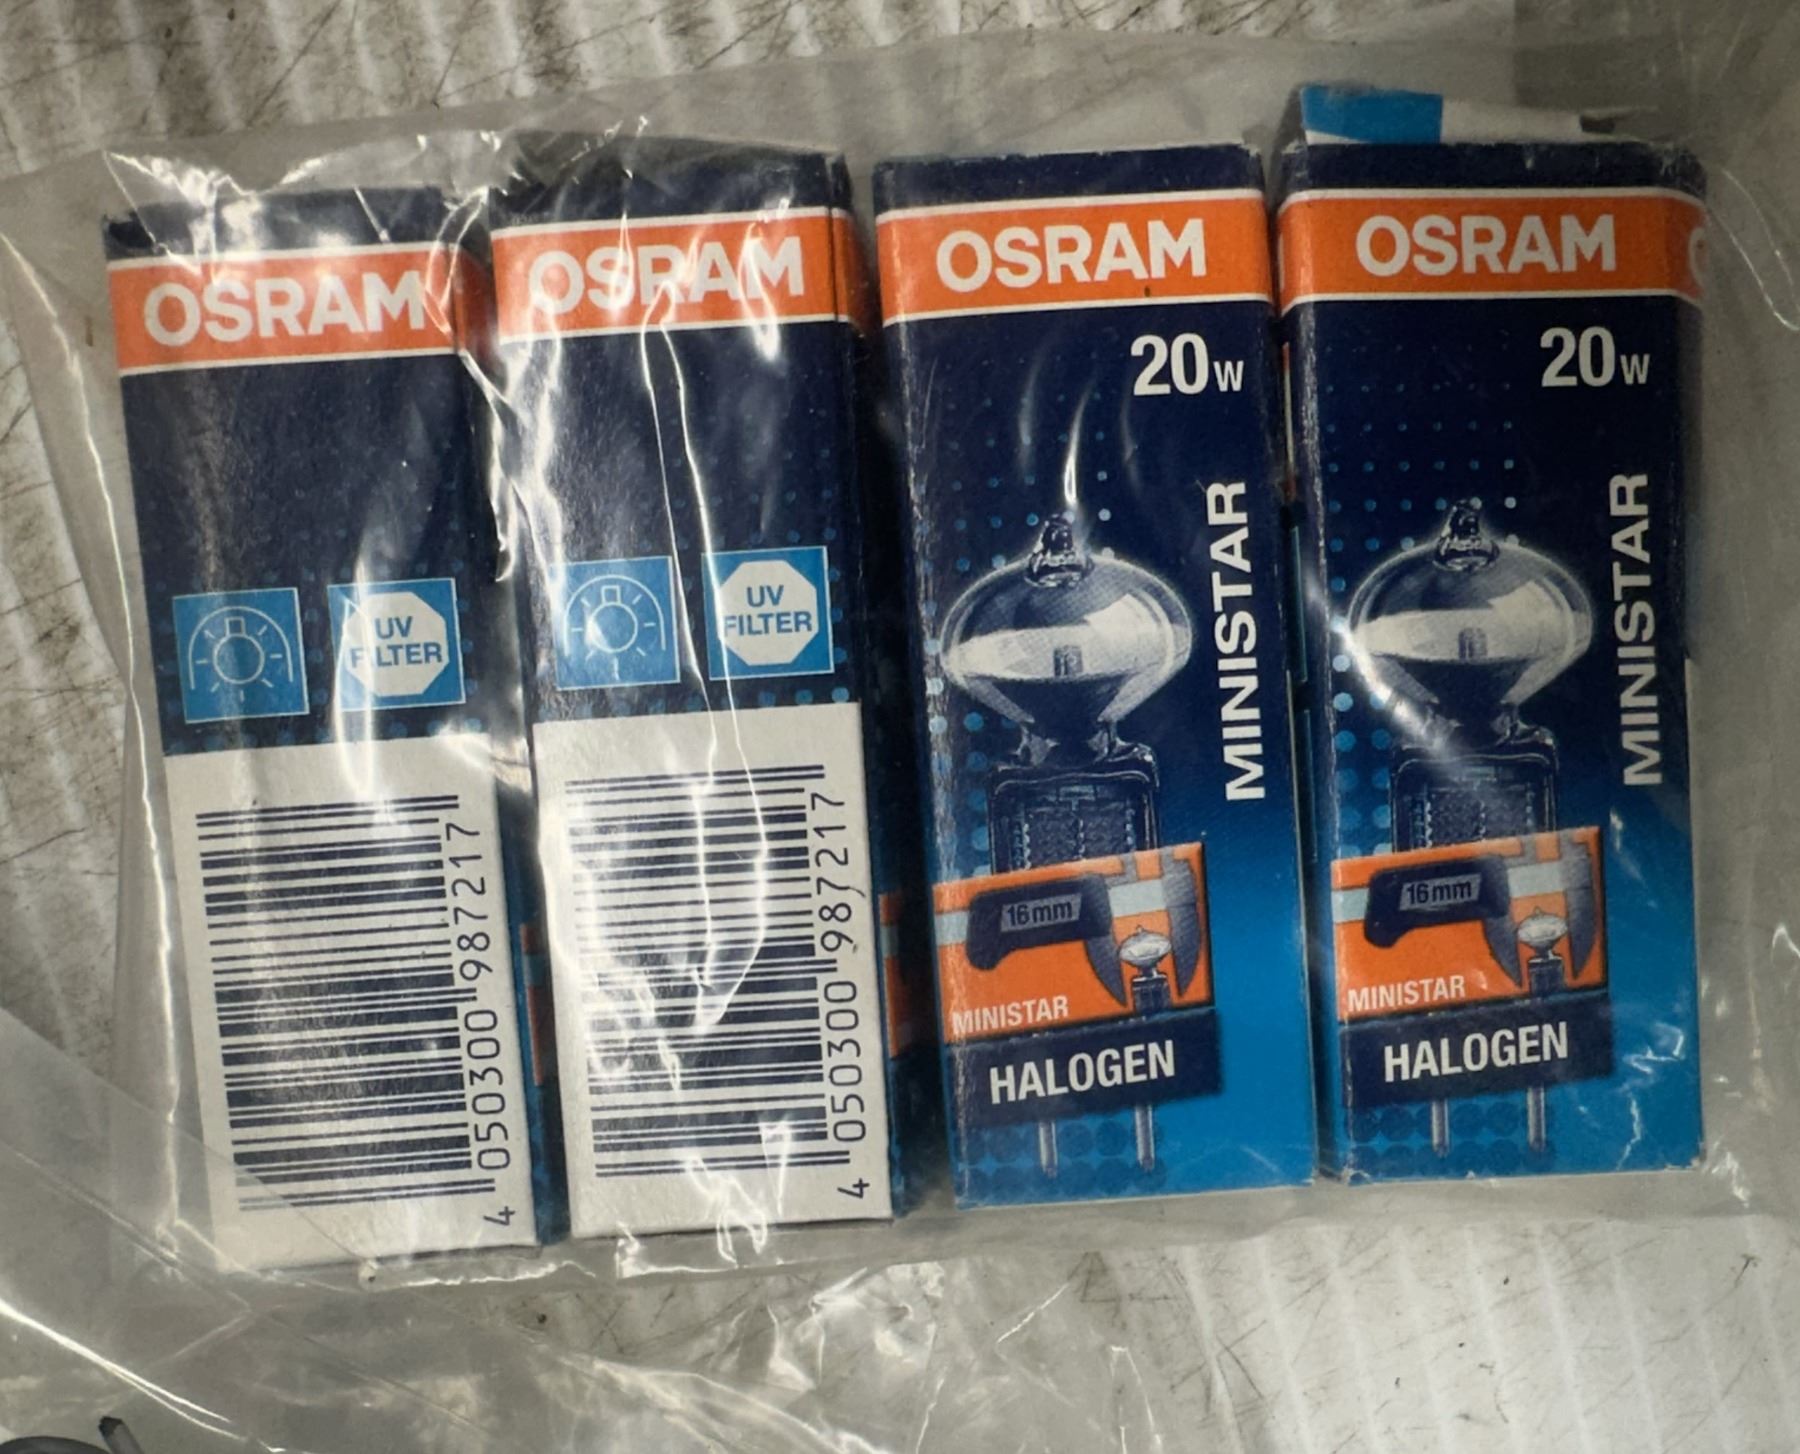 OSRAM
UV
FILTER
4 050300 987217
OSRAM
UV
FILTER
4 050300 987217
OSRAM
20W
MINISTAR
16mm
MINISTAR
HALOGEN
OSRAM
20W
MINISTAR
16mm
MINISTAR
HALOGEN